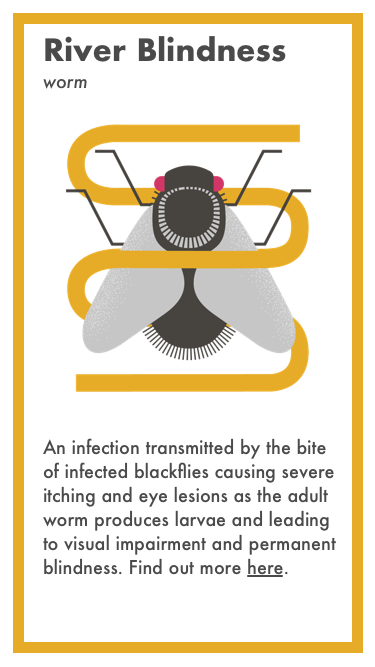 River Blindness
worm
An infection transmitted by the bite
of infected blackflies causing severe
itching and eye lesions as the adult
worm produces larvae and leading
to visual impairment and permanent
blindness. Find out more here.